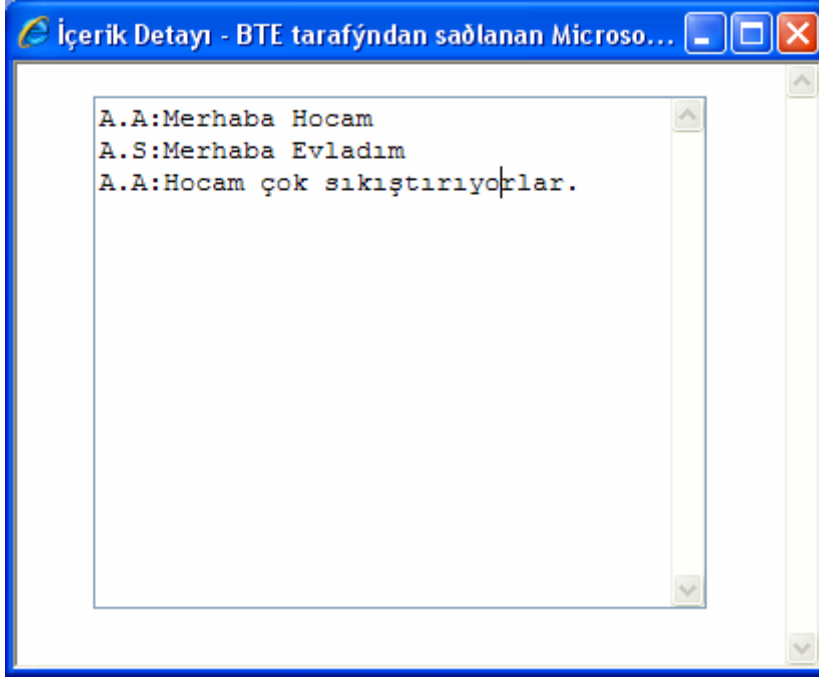 İçerik Detayı - BTE tarafýndan saðlanan Microso...
A.A:Merhaba Hocam
A.S:Merhaba Evladım
A.A:Hocam çok sıkıştırıyorlar.